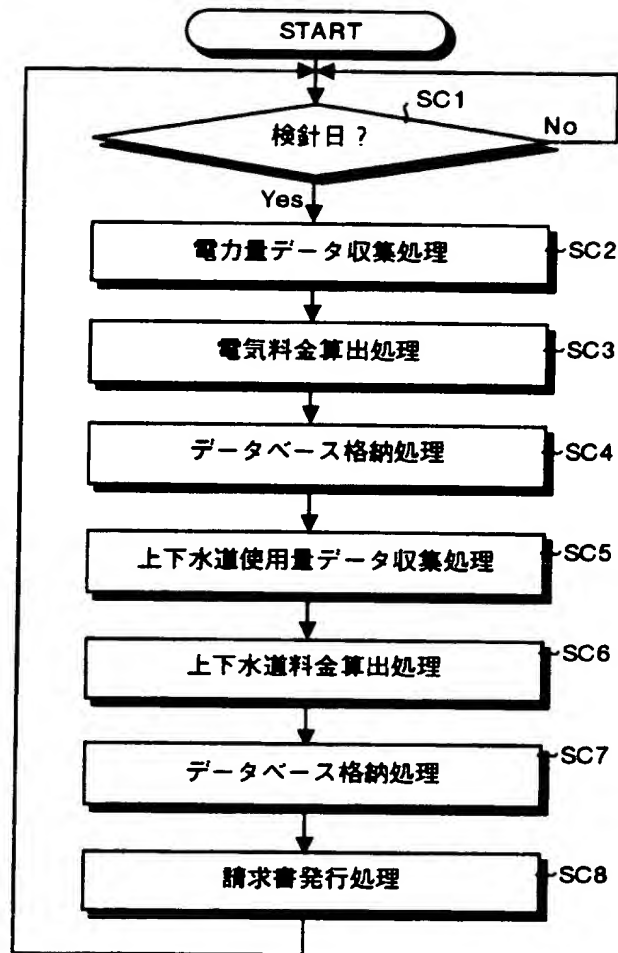 START
SC1
検針日?
No
Yes
電力量データ収集処理
SC2
電気料金算出処理
SC3
データベース格納処理
SC4
上下水道使用量データ収集処理
SC5
上下水道料金算出処理
SC6
データベース格納処理
SC7
請求書発行処理
SC8